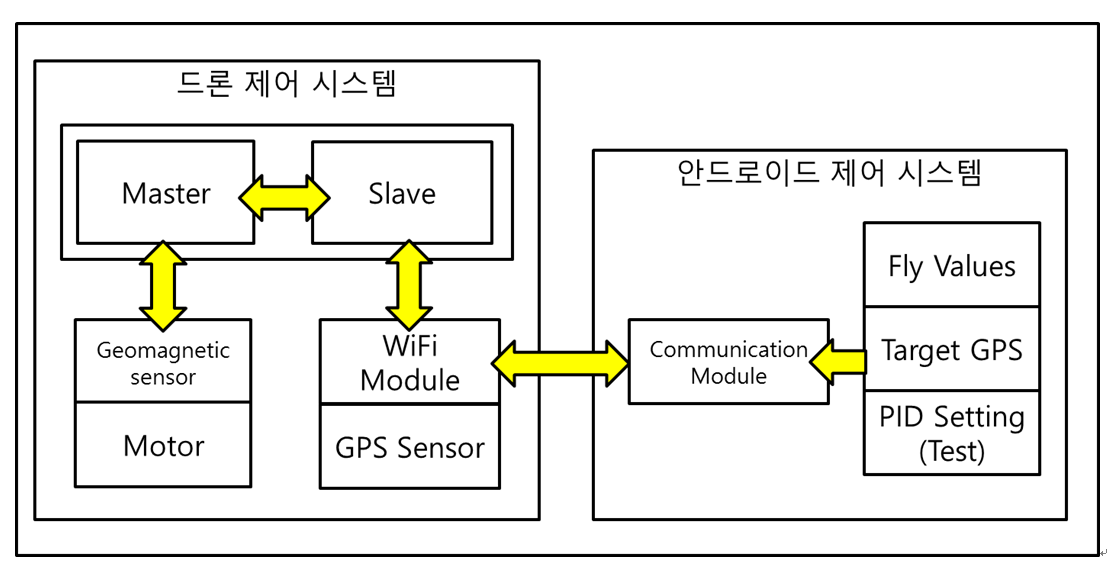 드론 제어 시스템
Master
Slave
Geomagnetic
sensor
Motor
WiFi
Module
GPS Sensor
안드로이드 제어 시스템
Communication
Module
Fly Values
Target GPS
PID Setting
(Test)